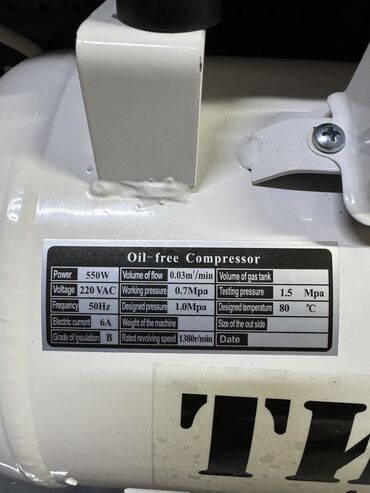 Oil-free Compressor
Power 550W Volume of flow 0.03m³/min Volume of gas tank
Voltage 220 VAC Working pressure 0.7Mpa Testing pressure 1.5 Mpa
Frequency 50Hz Designed pressure 1.0Mpa Designed temperature 80 ℃
Electric current 6A Weight of the machine Size of the out side
Grade of insulation B Rated revolving speed 1380r/min Date